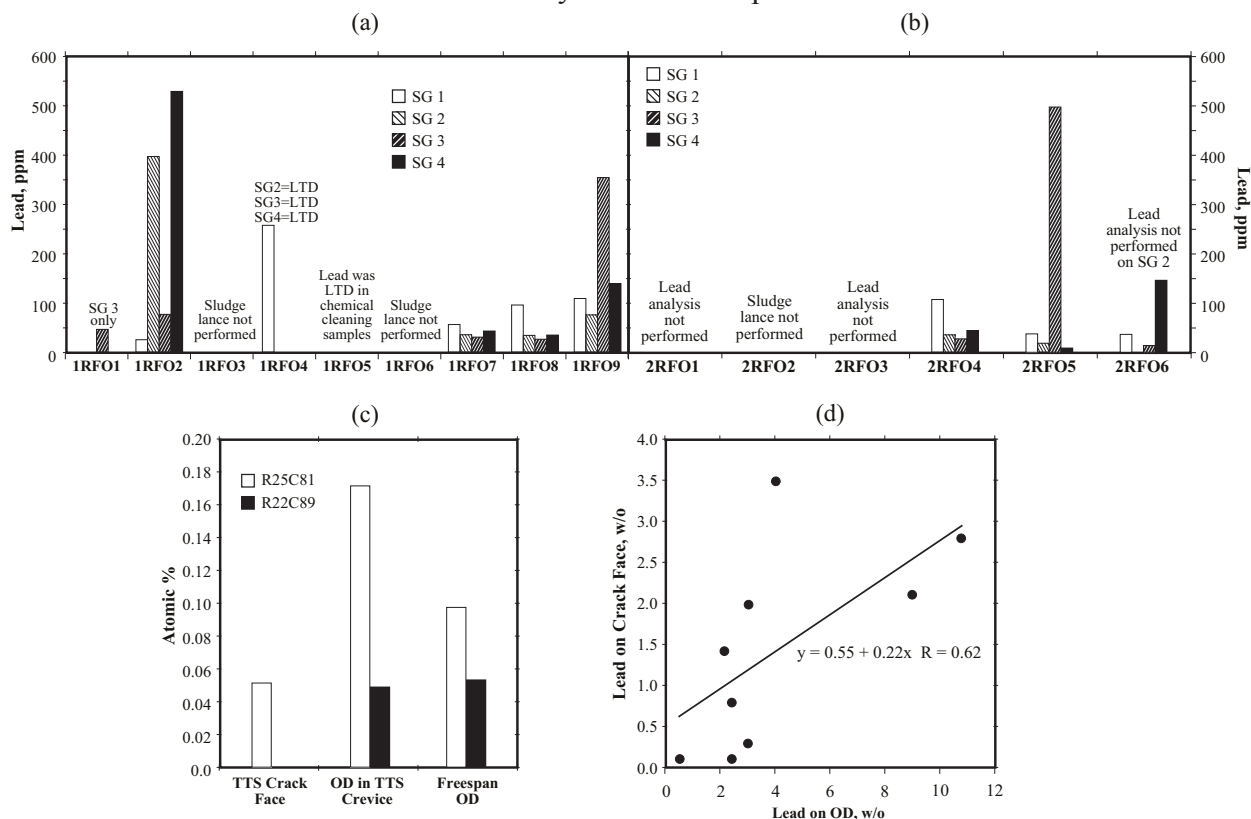 (a)
(b)
600
500
400
300
200
100
0
Lead, ppm
SG 1
SG 2
SG 3
SG 4
SG 3
only
Sludge
lance not
performed
SG2=LTD
SG3=LTD
SG4=LTD
Lead was
LTD in
chemical
cleaning
samples
Sludge
lance not
performed
1RFO1 1RFO2 1RFO3 1RFO4 1RFO5 1RFO6 1RFO7 1RFO8 1RFO9
SG 1
SG 2
SG 3
SG 4
Lead
analysis
not
performed
Sludge
lance not
performed
Lead
analysis
not
performed
Lead
analysis not
performed
on SG 2
2RFO1 2RFO2 2RFO3 2RFO4 2RFO5 2RFO6
600
500
400
300
200
100
0
Lead, ppm
(c)
0.20
0.18
0.16
0.14
0.12
0.10
0.08
0.06
0.04
0.02
0.0
Atomic %
R25C81
R22C89
TTS Crack
Face
OD in TTS
Crevice
Freespan
OD
(d)
4.0
3.5
3.0
2.5
2.0
1.5
1.0
0.5
0.0
Lead on Crack Face, w/o
y = 0.55 + 0.22x R = 0.62
0 2 4 6 8 10 12
Lead on OD, w/o